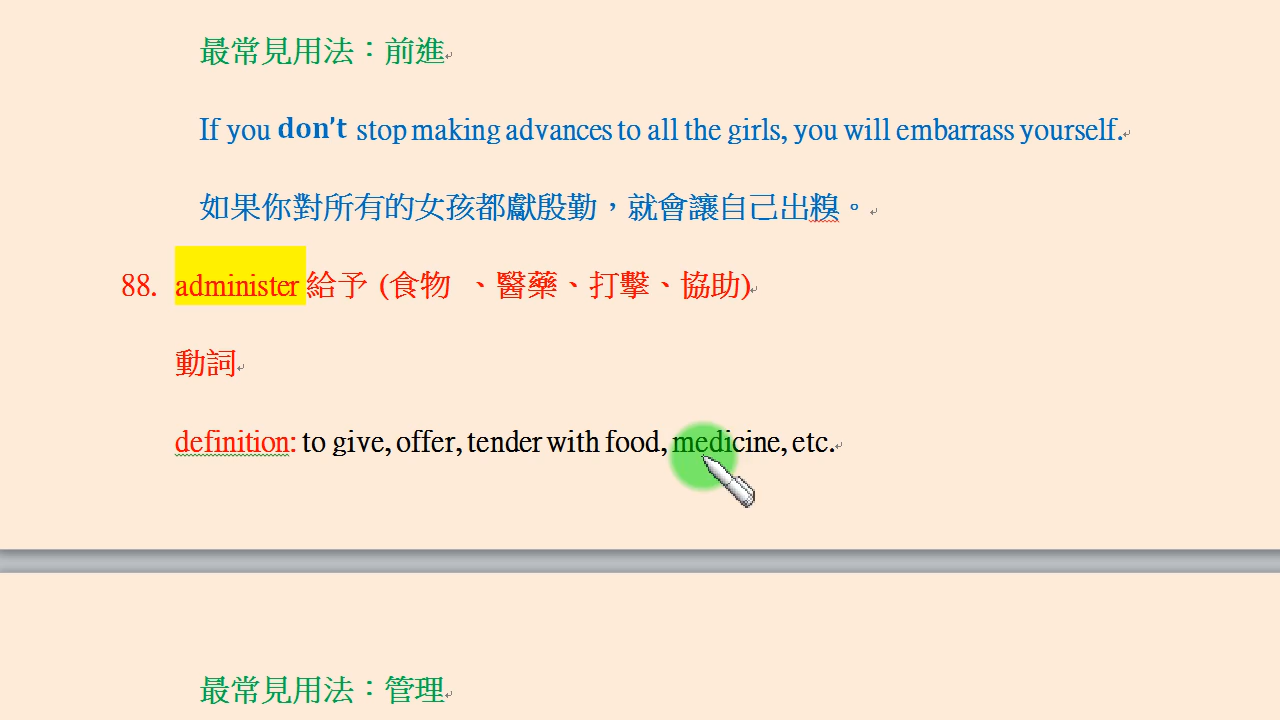 最常見用法：前進
If you don't stop making advances to all the girls, you will embarrass yourself.
如果你對所有的女孩都獻殷勤，就會讓自己出糗。
88. administer 給予 (食物 、醫藥、打擊、協助)
動詞
definition: to give, offer, tender with food, medicine, etc.
最常見用法：管理